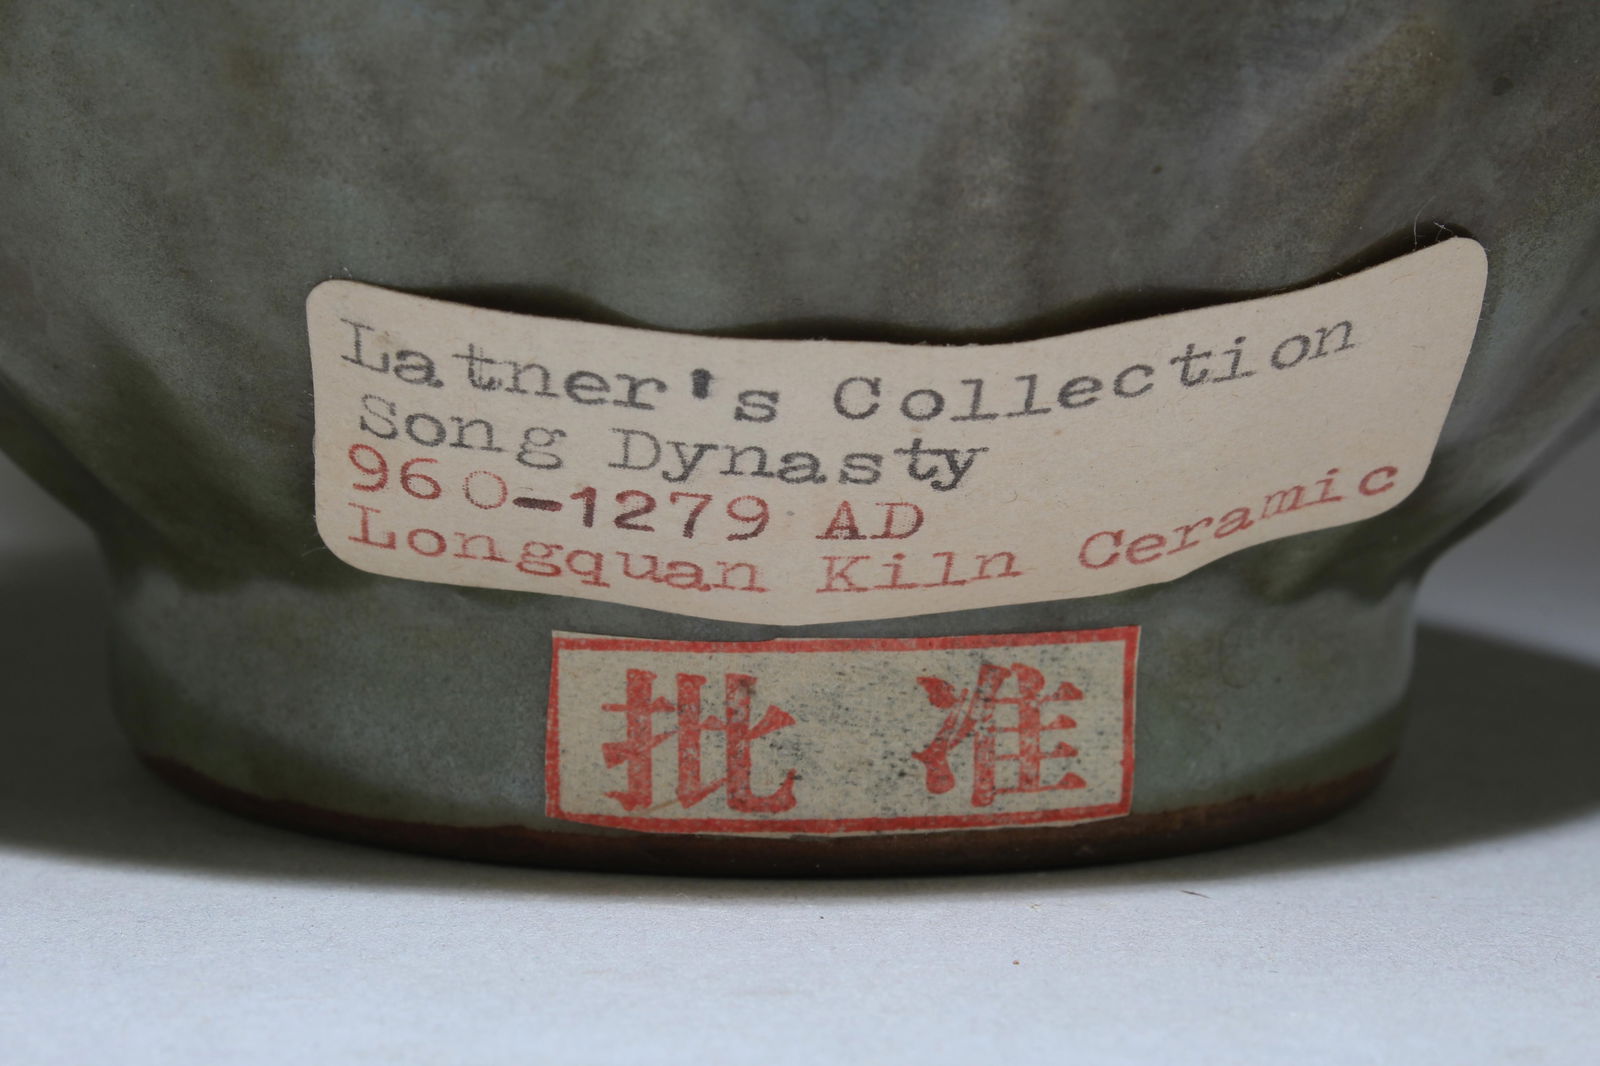 Latner's Collection
Song Dynasty
960-1279 AD
Longquan Kiln Ceramic
批准